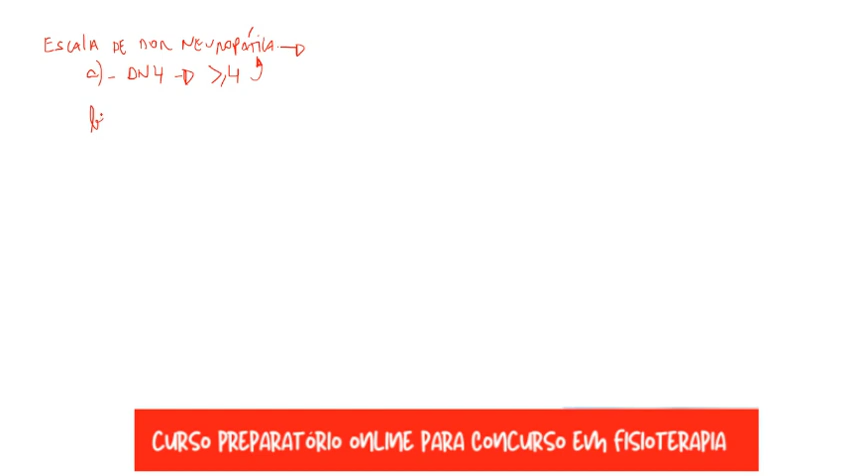 ESCALA DE DOR NEUROPÁTICA →
a) - DN4 → ≥ 4
b
CURSO PREPARATÓRIO ONLINE PARA CONCURSO EM FISIOTERAPIA